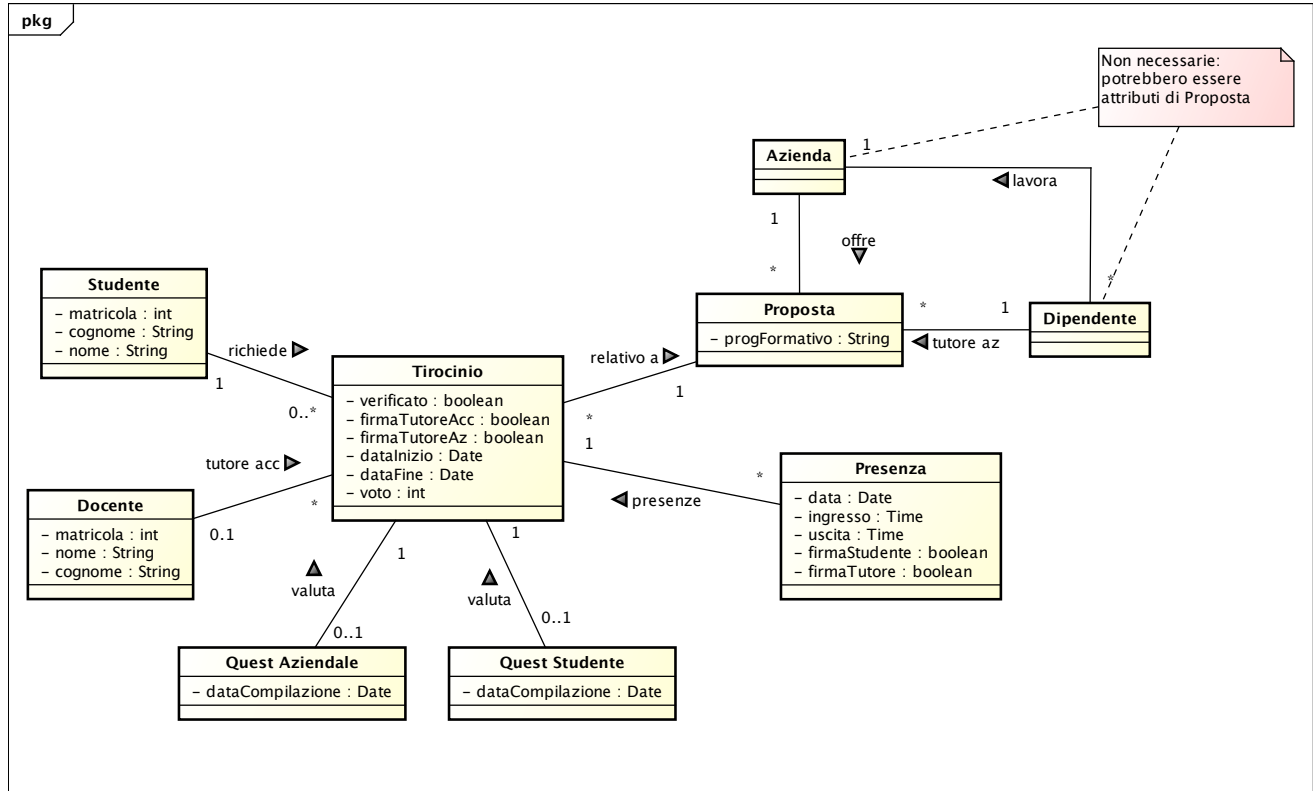 pkg
Non necessarie:
potrebbero essere
attributi di Proposta
Azienda
1
lavora
1
offre
*
*
Proposta
– progFormativo : String
*
1
Dipendente
tutore az
Studente
– matricola : int
– cognome : String
– nome : String
richiede
1
0..*
relativo a
1
*
Tirocinio
– verificato : boolean
– firmaTutoreAcc : boolean
– firmaTutoreAz : boolean
– dataInizio : Date
– dataFine : Date
– voto : int
1
*
presenze
Presenza
– data : Date
– ingresso : Time
– uscita : Time
– firmaStudente : boolean
– firmaTutore : boolean
tutore acc
*
0..1
Docente
– matricola : int
– nome : String
– cognome : String
1
valuta
0..1
1
valuta
0..1
Quest Aziendale
– dataCompilazione : Date
Quest Studente
– dataCompilazione : Date